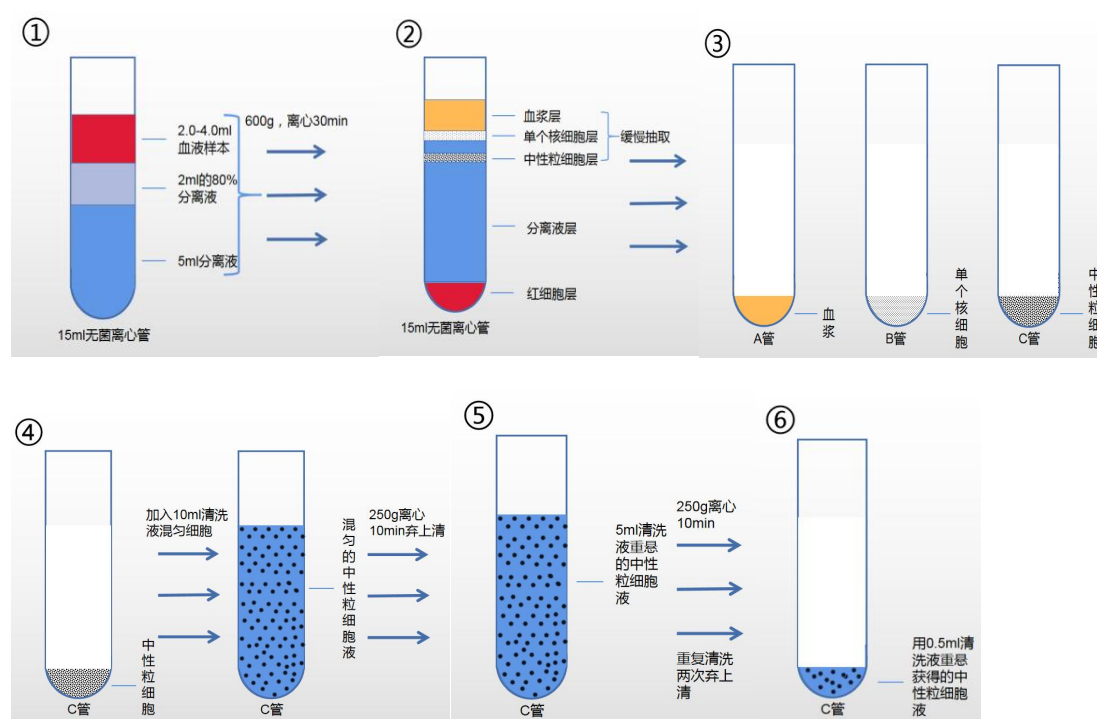 ①
2.0-4.0ml
血液样本
2ml的80%
分离液
5ml分离液
600g，离心30min
15ml无菌离心管
②
血浆层
单个核细胞层
中性粒细胞层
缓慢抽取
分离液层
红细胞层
15ml无菌离心管
③
血浆
A管
单个核细胞
B管
中性粒细胞
C管
④
中性粒细胞
C管
加入10ml清洗
液混匀细胞
混匀的中性粒细胞液
C管
250g离心
10min弃上清
⑤
5ml清洗
液重悬
的中性
粒细胞
液
C管
250g离心
10min
重复清洗
两次弃上
清
⑥
用0.5ml清
洗液重悬
获得的中
性粒细胞
液
C管